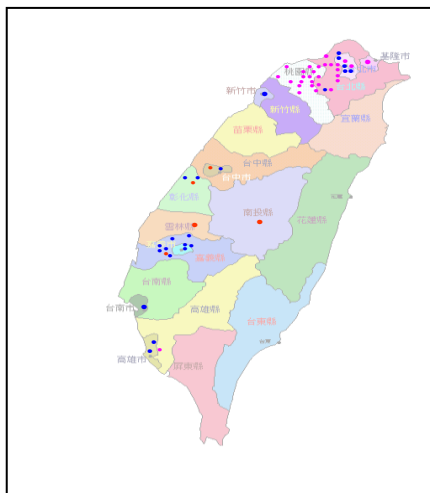 基隆市
桃園
新竹市
新竹縣
宜蘭縣
苗栗縣
台中縣
台中市
彰化縣
南投縣
花蓮縣
雲林縣
嘉義縣
台南縣
台南市
高雄縣
台東縣
台東
高雄市
屏東縣